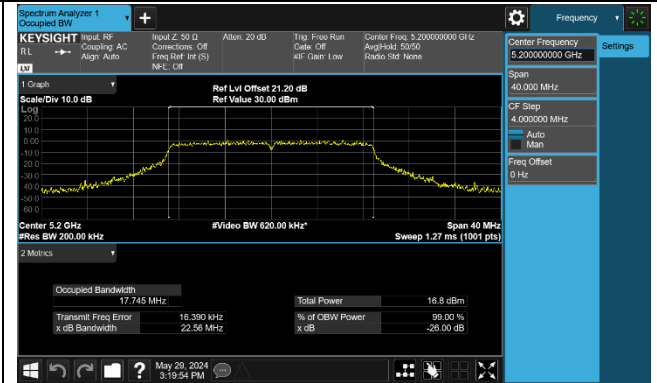 Spectrum Analyzer 1
Occupied BW
+
Frequency
KEYSIGHT
RL
LXI
Input: RF
Coupling: AC
Align: Auto
Input Z: 50 Ω
Corrections: Off
Freq Ref: Int (S)
NFE: Off
Atten: 20 dB
Trig: Free Run
Gate: Off
#IF Gain: Low
Center Freq: 5.200000000 GHz
Avg|Hold: 50/50
Radio Std: None
Center Frequency
5.200000000 GHz
Settings
Span
40.000 MHz
CF Step
4.000000 MHz
Auto
Man
Freq Offset
0 Hz
1 Graph
Scale/Div 10.0 dB
Ref Lvl Offset 21.20 dB
Ref Value 30.00 dBm
Log
20.0
10.0
0.00
-10.0
-20.0
-30.0
-40.0
-50.0
-60.0
Center 5.2 GHz
#Res BW 200.00 kHz
#Video BW 620.00 kHz*
Span 40 MHz
Sweep 1.27 ms (1001 pts)
2 Metrics
Occupied Bandwidth
17.745 MHz
Total Power 16.8 dBm
Transmit Freq Error 16.390 kHz
% of OBW Power 99.00 %
x dB Bandwidth 22.56 MHz
x dB -26.00 dB
?
May 29, 2024
3:19:54 PM